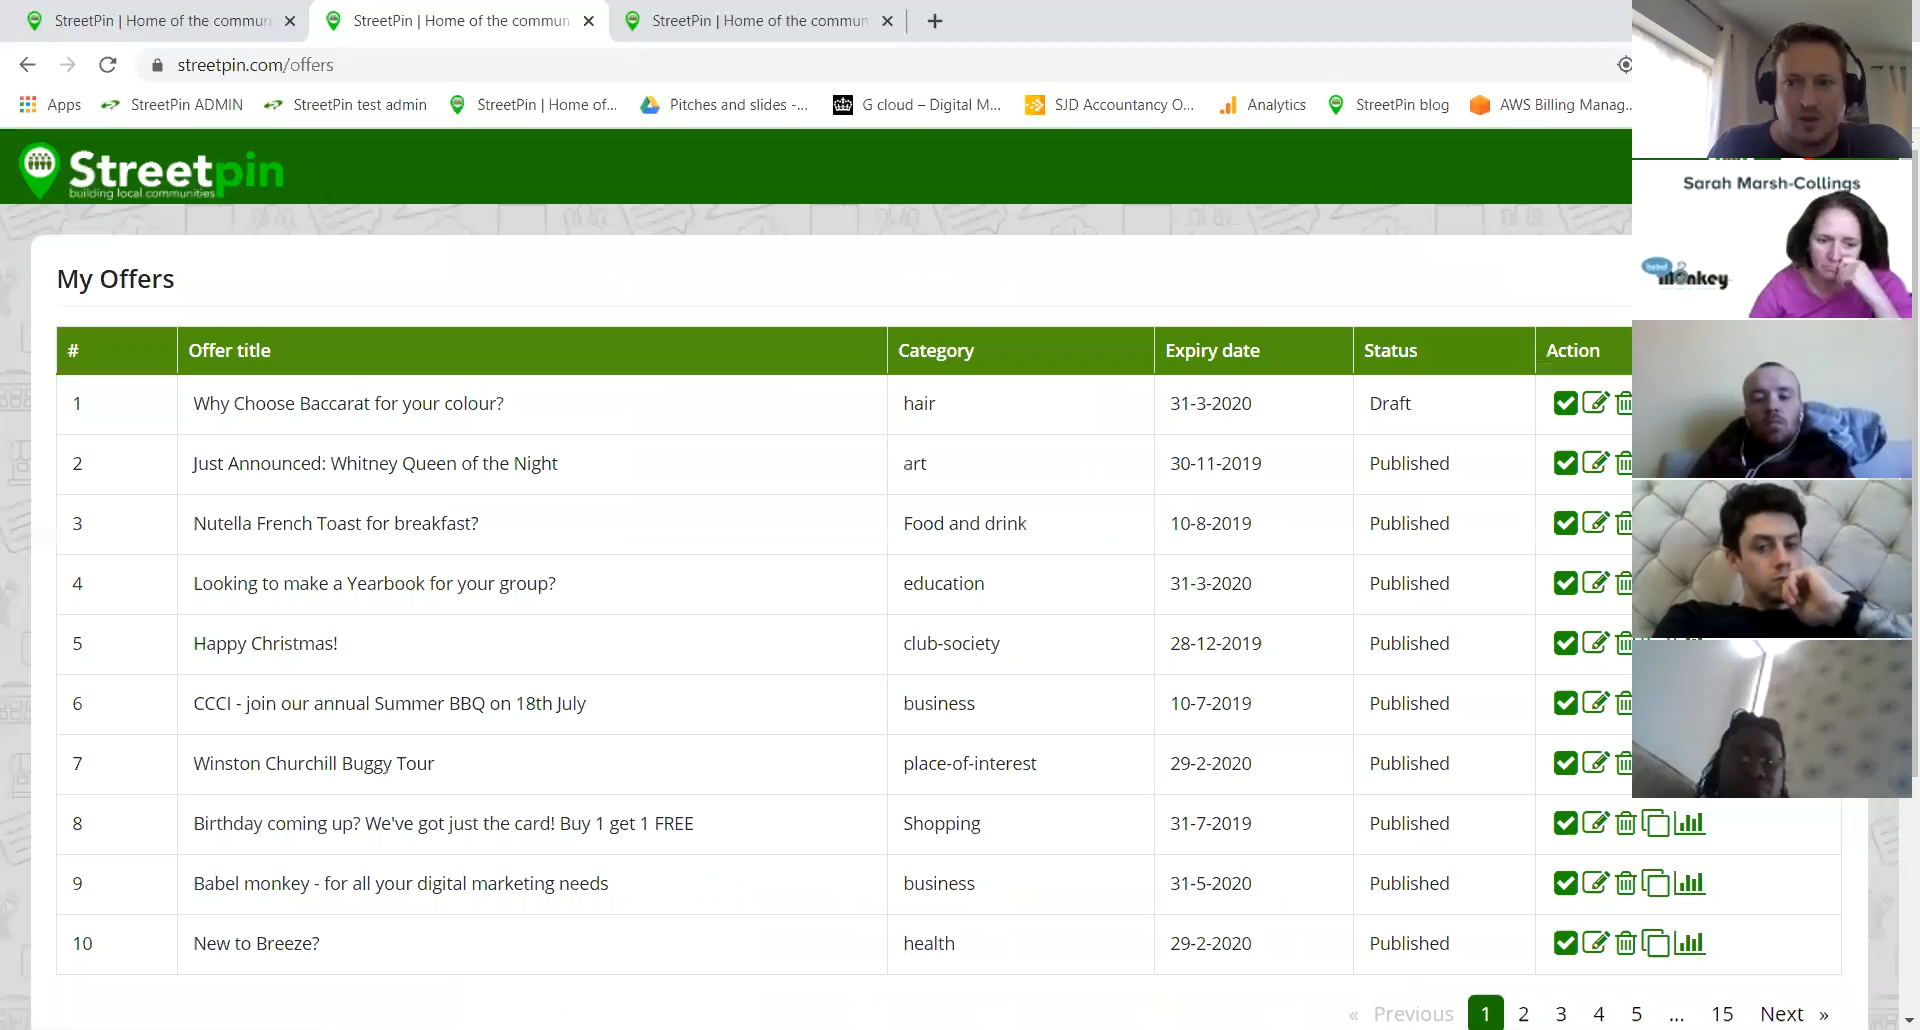 StreetPin | Home of the commun StreetPin | Home of the commun StreetPin | Home of the commun
streetpin.com/offers
Apps StreetPin ADMIN StreetPin test admin StreetPin | Home of... Pitches and slides -... G cloud – Digital M... SJD Accountancy O... Analytics StreetPin blog AWS Billing Manag...
Streetpin
building local communities
Sarah Marsh-Collings
babel
monkey
My Offers
# Offer title Category Expiry date Status Action
1 Why Choose Baccarat for your colour? hair 31-3-2020 Draft
2 Just Announced: Whitney Queen of the Night art 30-11-2019 Published
3 Nutella French Toast for breakfast? Food and drink 10-8-2019 Published
4 Looking to make a Yearbook for your group? education 31-3-2020 Published
5 Happy Christmas! club-society 28-12-2019 Published
6 CCCI - join our annual Summer BBQ on 18th July business 10-7-2019 Published
7 Winston Churchill Buggy Tour place-of-interest 29-2-2020 Published
8 Birthday coming up? We've got just the card! Buy 1 get 1 FREE Shopping 31-7-2019 Published
9 Babel monkey - for all your digital marketing needs business 31-5-2020 Published
10 New to Breeze? health 29-2-2020 Published
« Previous 1 2 3 4 5 ... 15 Next »